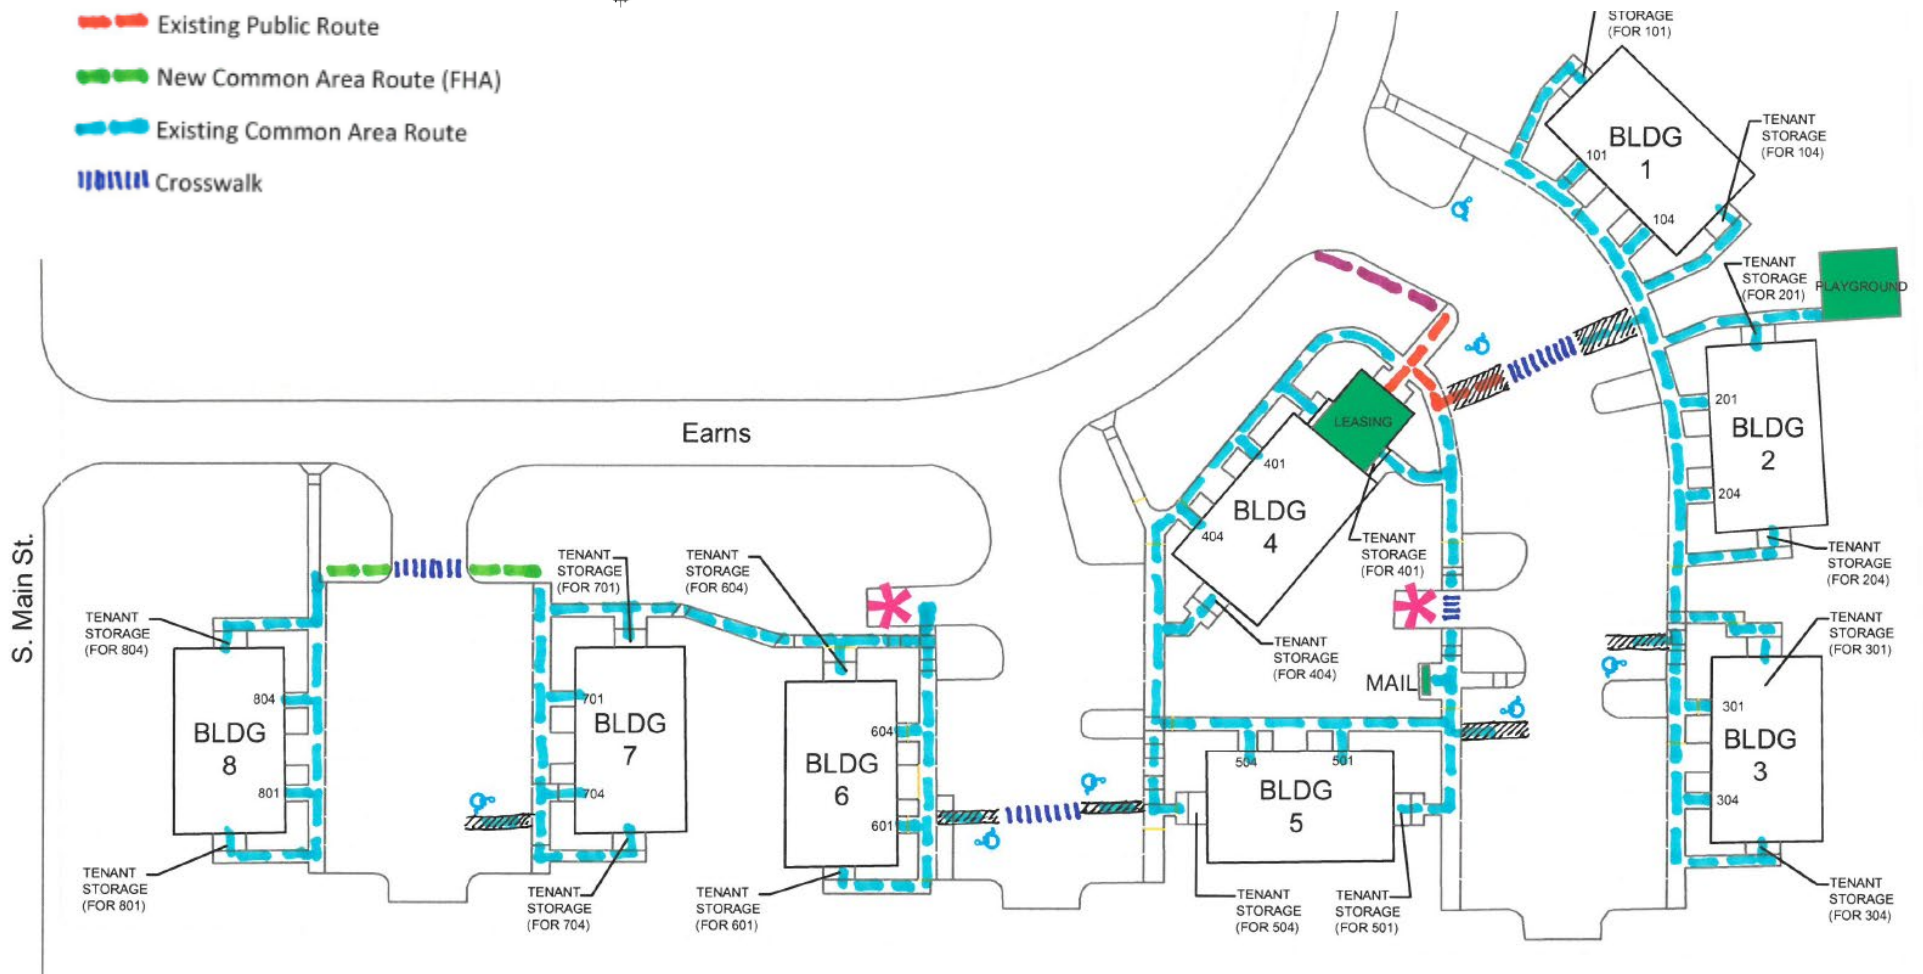 Existing Public Route
New Common Area Route (FHA)
Existing Common Area Route
Crosswalk
STORAGE
(FOR 101)
BLDG
1
101
104
TENANT
STORAGE
(FOR 104)
TENANT
STORAGE
(FOR 201)
PLAYGROUND
201
BLDG
2
204
TENANT
STORAGE
(FOR 204)
LEASING
401
BLDG
4
404
TENANT
STORAGE
(FOR 401)
TENANT
STORAGE
(FOR 404)
MAIL
TENANT
STORAGE
(FOR 301)
301
BLDG
3
304
TENANT
STORAGE
(FOR 304)
504
501
BLDG
5
TENANT
STORAGE
(FOR 504)
TENANT
STORAGE
(FOR 501)
Earns
S. Main St.
TENANT
STORAGE
(FOR 804)
804
BLDG
8
801
TENANT
STORAGE
(FOR 801)
TENANT
STORAGE
(FOR 701)
701
BLDG
7
704
TENANT
STORAGE
(FOR 704)
TENANT
STORAGE
(FOR 604)
604
BLDG
6
601
TENANT
STORAGE
(FOR 601)